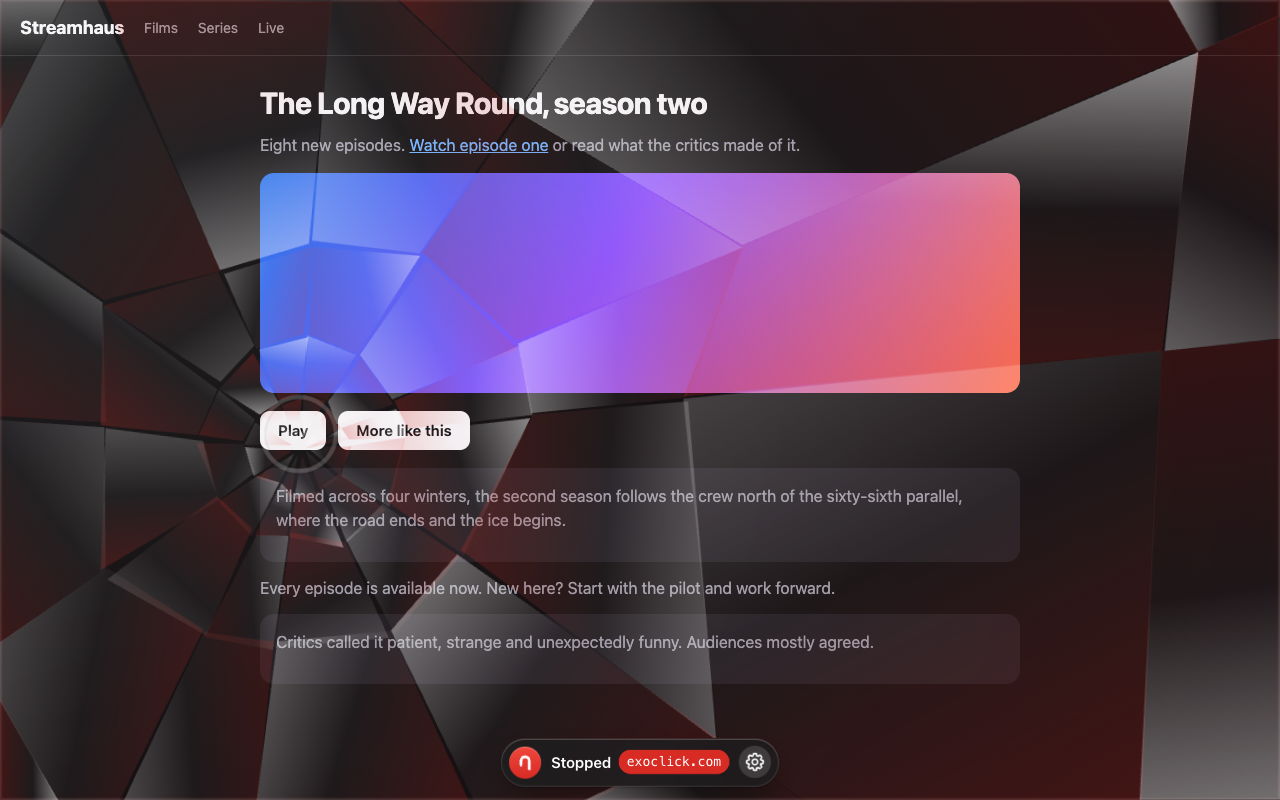 Streamhaus Films Series Live
The Long Way Round, season two
Eight new episodes. Watch episode one or read what the critics made of it.
Play More like this
Filmed across four winters, the second season follows the crew north of the sixty-sixth parallel,
where the road ends and the ice begins.
Every episode is available now. New here? Start with the pilot and work forward.
Critics called it patient, strange and unexpectedly funny. Audiences mostly agreed.
Stopped exoclick.com